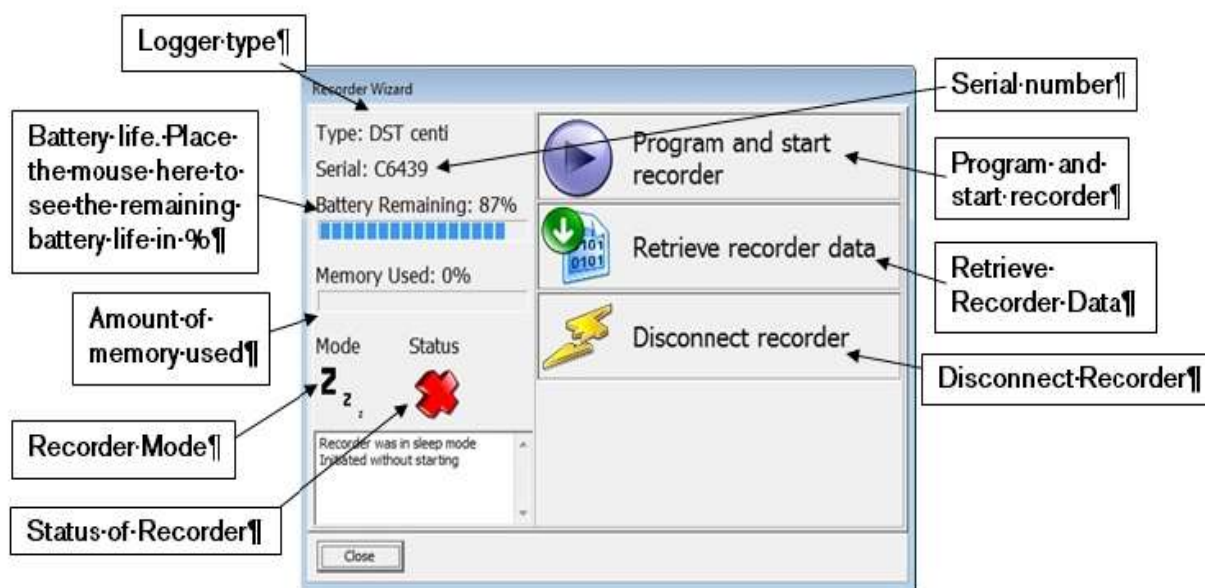 Logger·type¶
Battery·life.·Place·
the·mouse·here·to·
see·the·remaining·
battery·life·in·%¶
Amount·of·
memory·used¶
Recorder·Mode¶
Status·of·Recorder¶
Recorder Wizard
Type: DST centi
Serial: C6439
Battery Remaining: 87%
Memory Used: 0%
Mode Status
Z z z
Recorder was in sleep mode
Initiated without starting
Close
Program and start
recorder
0101
0101
Retrieve recorder data
Disconnect recorder
Serial·number¶
Program·and·
start·recorder¶
Retrieve·
Recorder·Data¶
Disconnect·Recorder¶